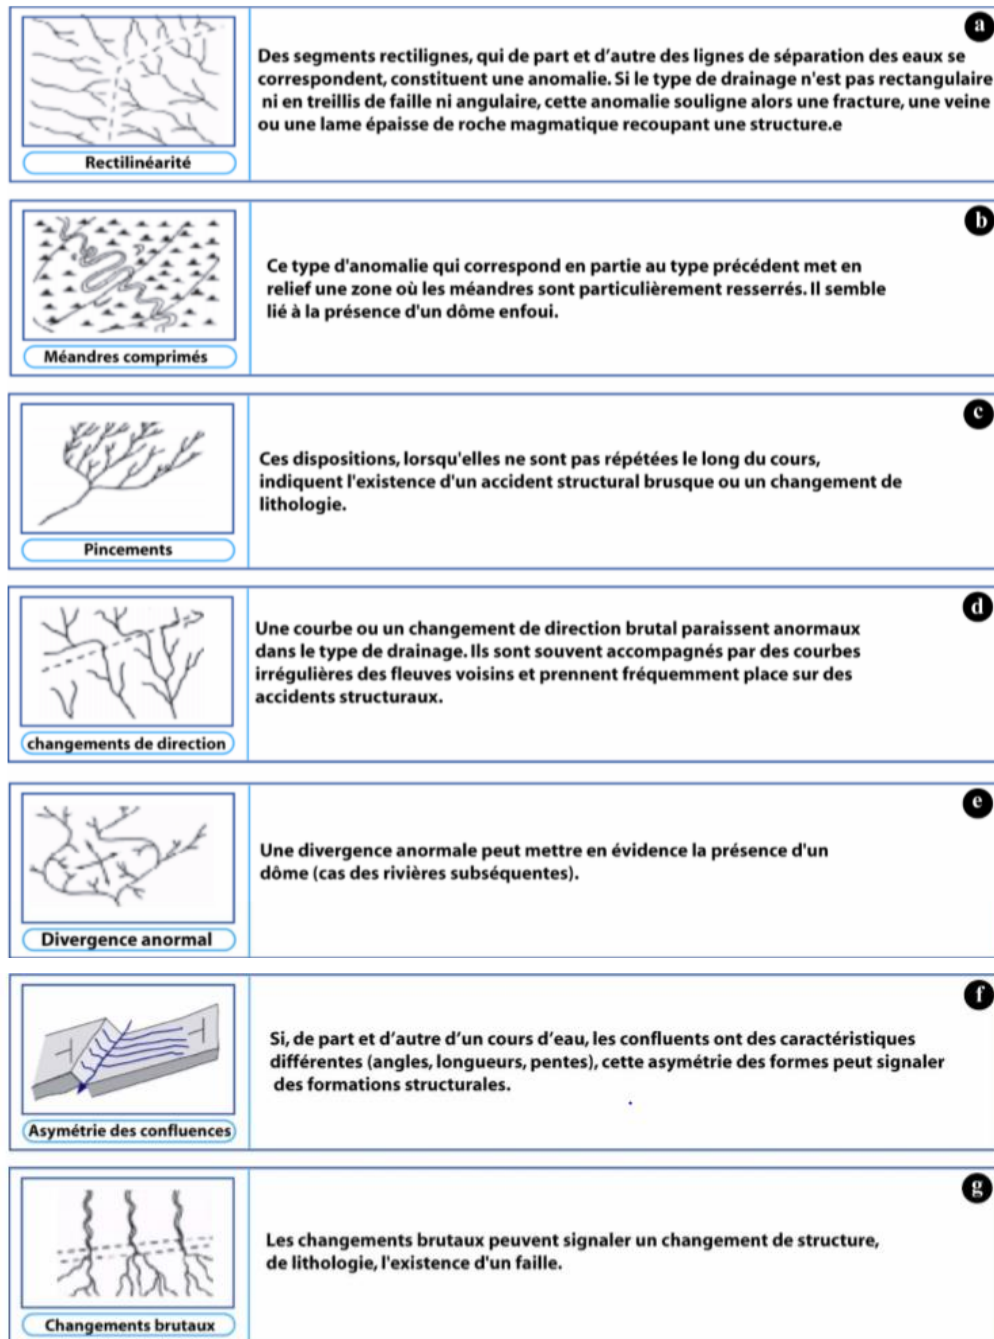 a
Des segments rectilignes, qui de part et d'autre des lignes de séparation des eaux se
correspondent, constituent une anomalie. Si le type de drainage n'est pas rectangulaire
ni en treillis de faille ni angulaire, cette anomalie souligne alors une fracture, une veine
ou une lame épaisse de roche magmatique recoupant une structure.e
Rectilinéarité
b
Ce type d'anomalie qui correspond en partie au type précédent met en
relief une zone où les méandres sont particulièrement resserrés. Il semble
lié à la présence d'un dôme enfoui.
Méandres comprimés
c
Ces dispositions, lorsqu'elles ne sont pas répétées le long du cours,
indiquent l'existence d'un accident structural brusque ou un changement de
lithologie.
Pincements
d
Une courbe ou un changement de direction brutal paraissent anormaux
dans le type de drainage. Ils sont souvent accompagnés par des courbes
irrégulières des fleuves voisins et prennent fréquemment place sur des
accidents structuraux.
changements de direction
e
Une divergence anormale peut mettre en évidence la présence d'un
dôme (cas des rivières subséquentes).
Divergence anormal
f
Si, de part et d'autre d'un cours d'eau, les confluents ont des caractéristiques
différentes (angles, longueurs, pentes), cette asymétrie des formes peut signaler
des formations structurales.
Asymétrie des confluences
g
Les changements brutaux peuvent signaler un changement de structure,
de lithologie, l'existence d'un faille.
Changements brutaux